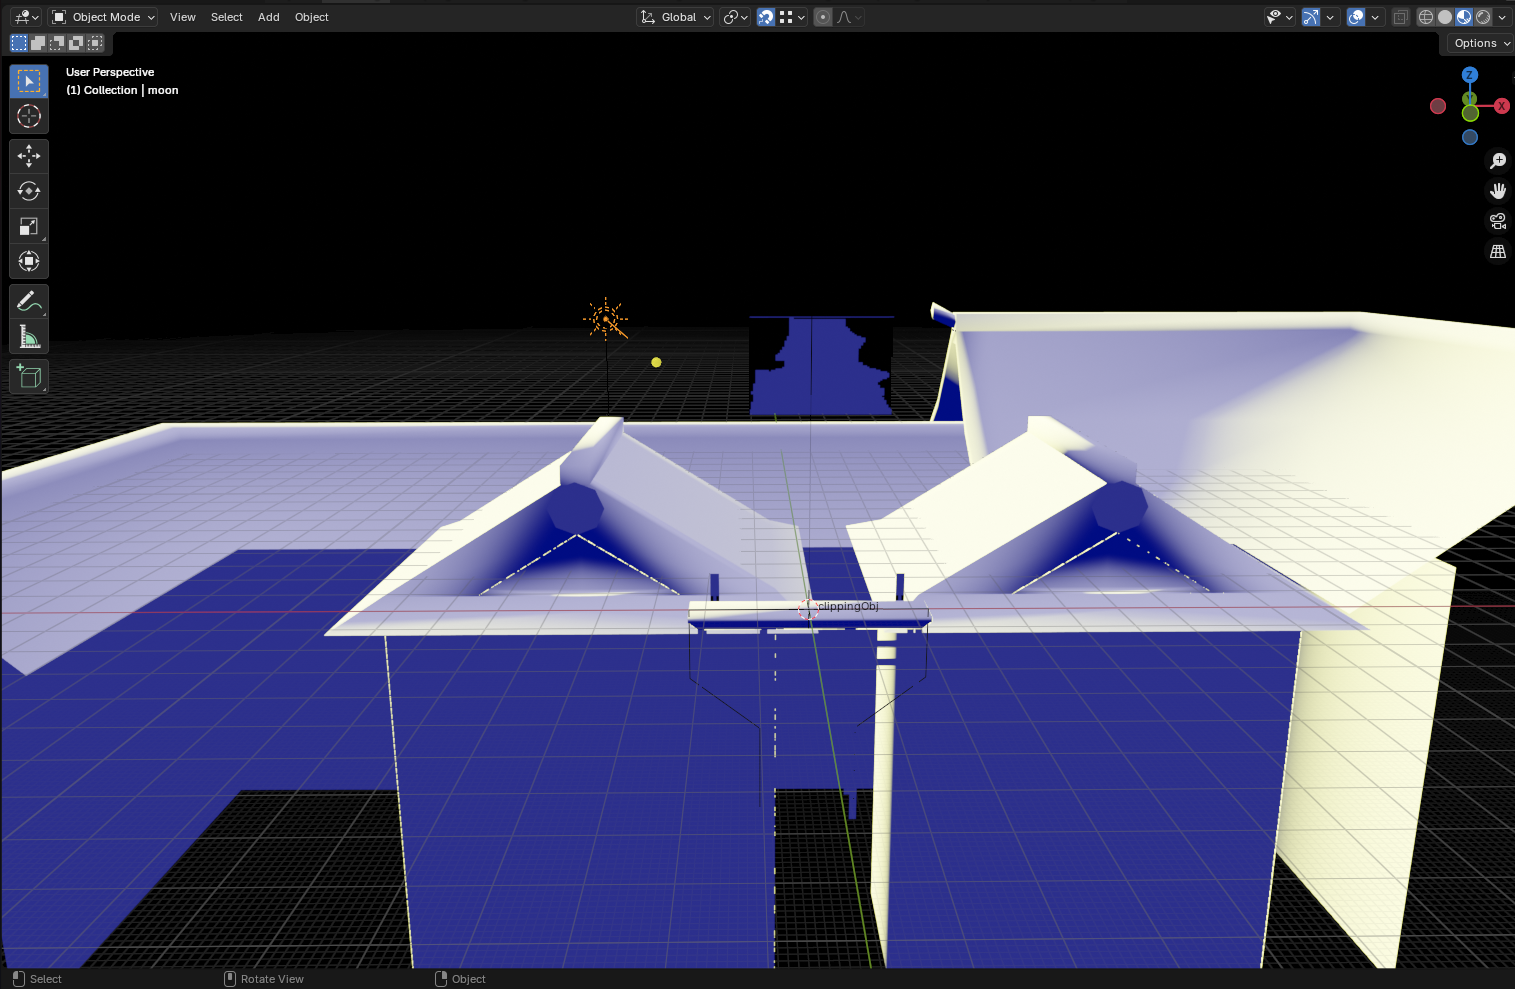 Object Mode View Select Add Object Global
Options
User Perspective
(1) Collection | moon
Z
Y
X
clippingObj
Select Rotate View Object